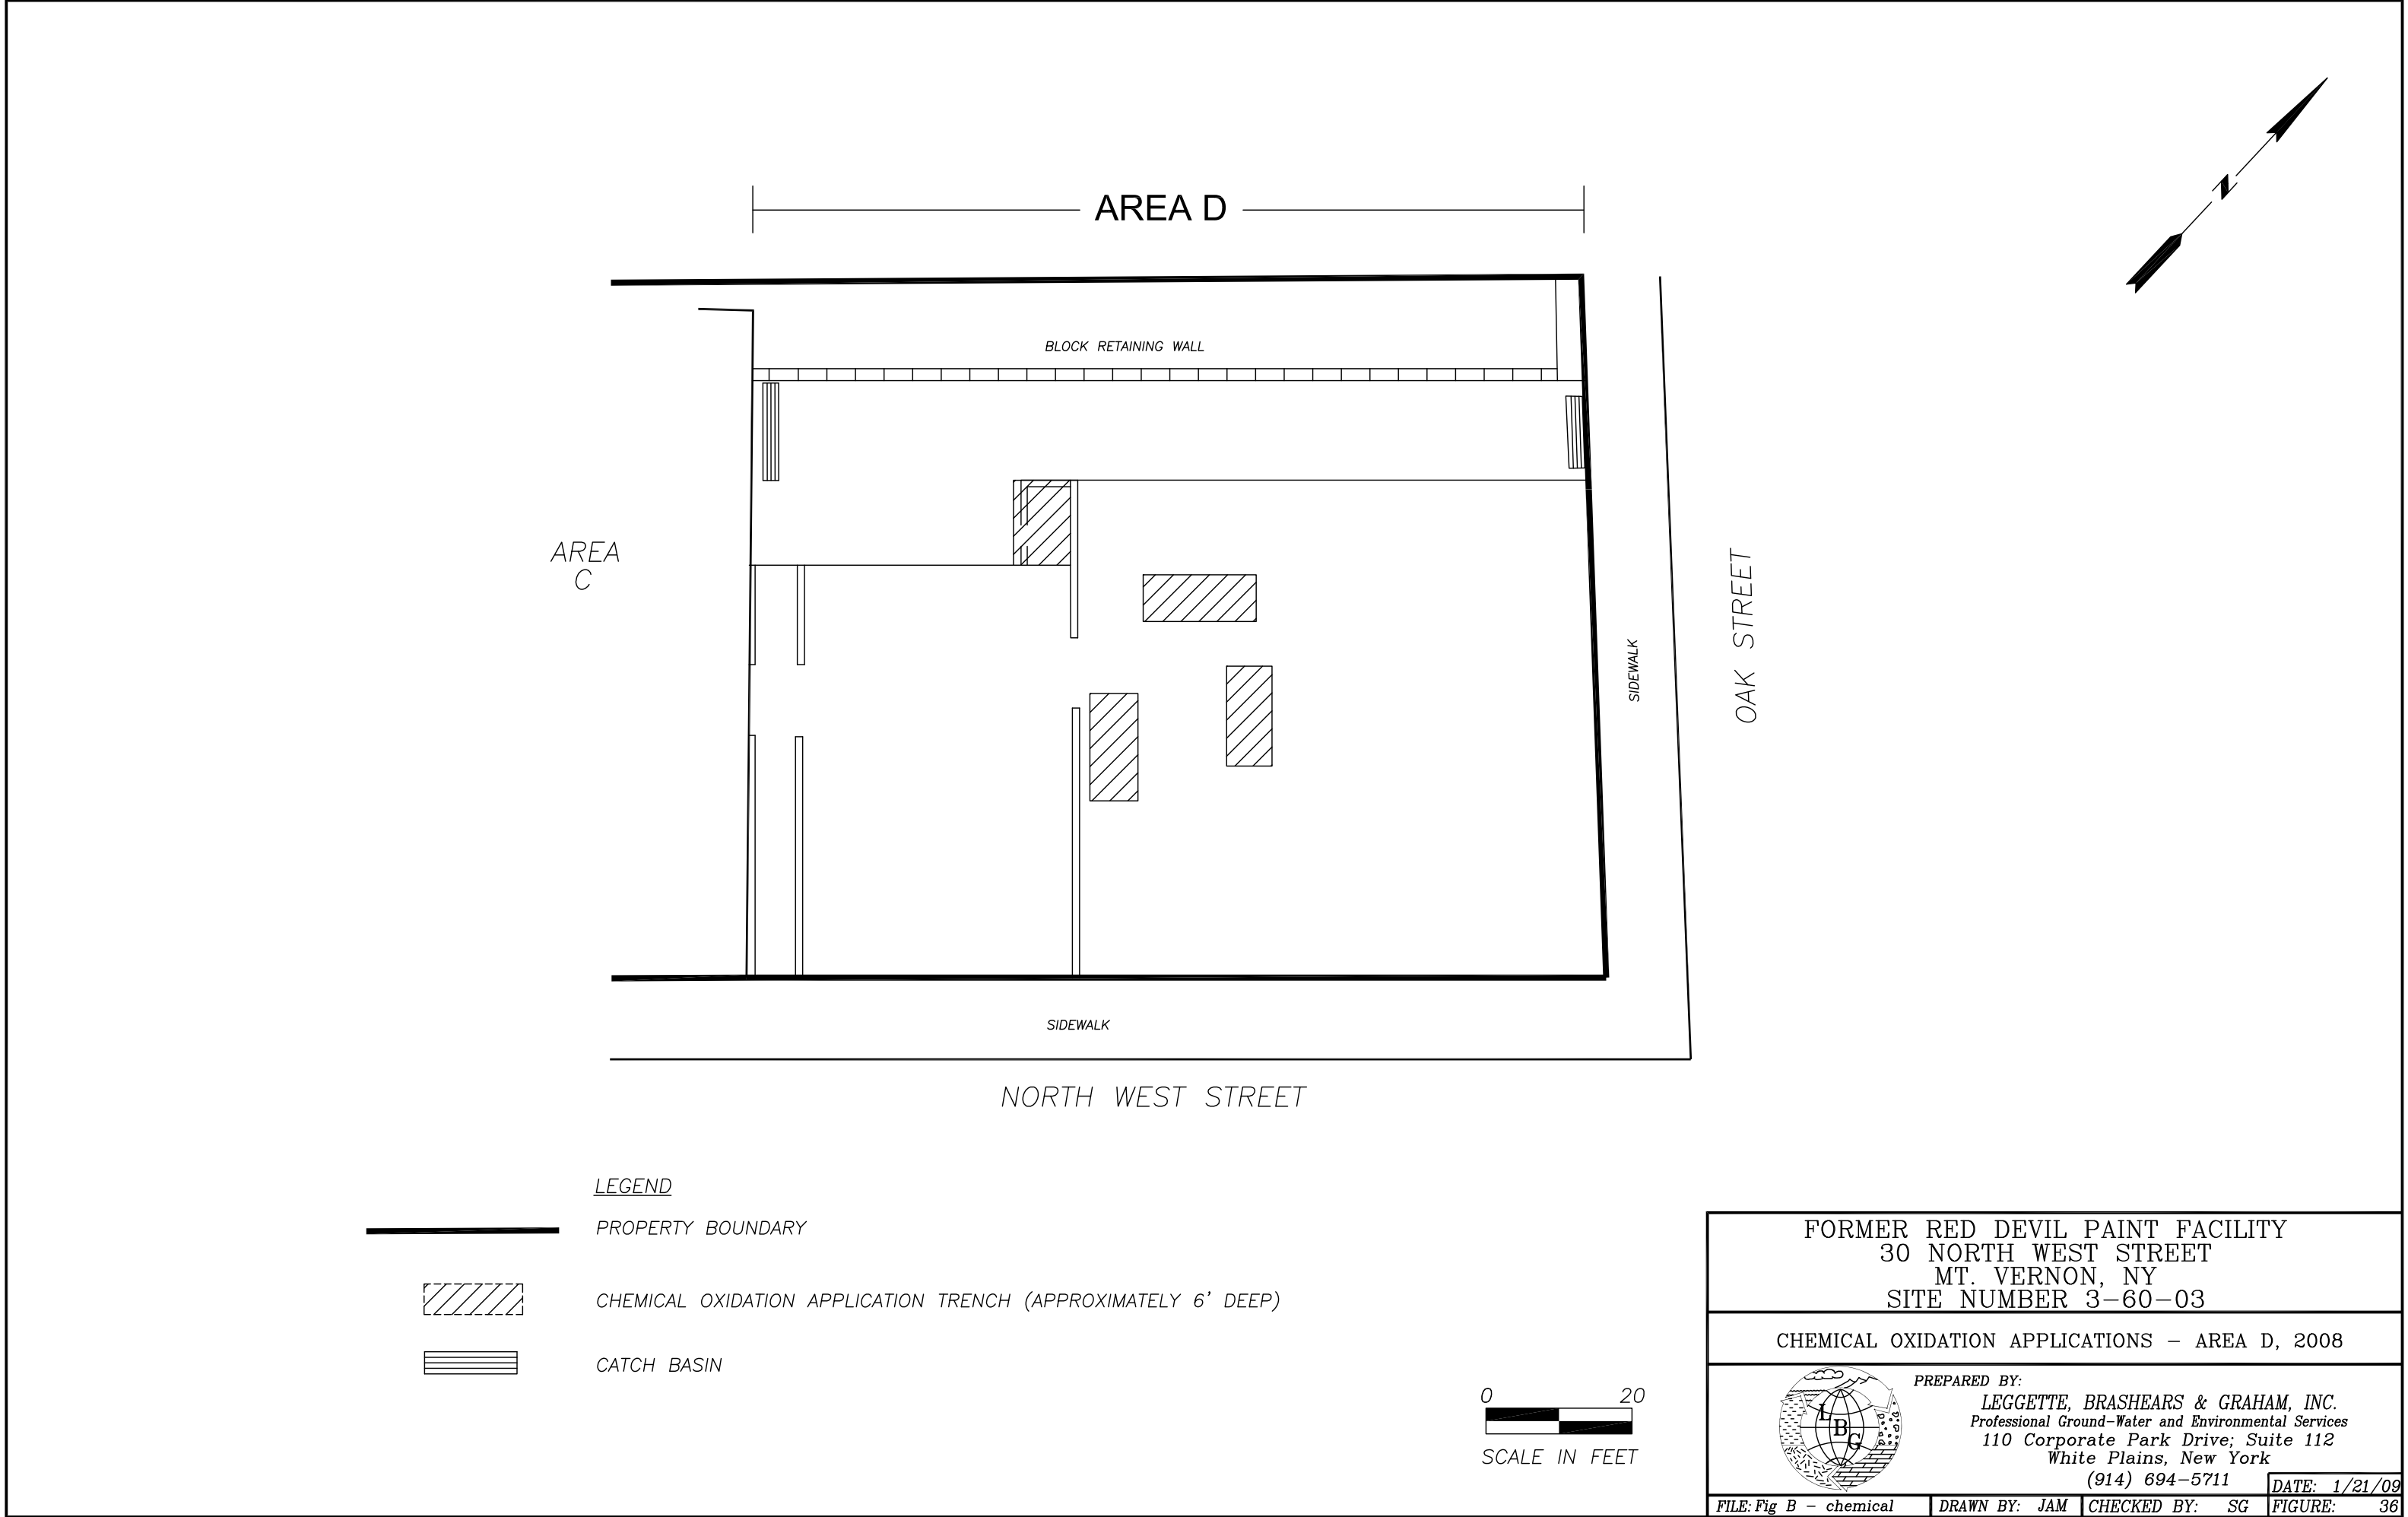 AREA D
N
BLOCK RETAINING WALL
AREA
C
SIDEWALK
OAK STREET
SIDEWALK
NORTH WEST STREET
LEGEND
PROPERTY BOUNDARY
CHEMICAL OXIDATION APPLICATION TRENCH (APPROXIMATELY 6' DEEP)
CATCH BASIN
0 20
SCALE IN FEET
FORMER RED DEVIL PAINT FACILITY
30 NORTH WEST STREET
MT. VERNON, NY
SITE NUMBER 3-60-03
CHEMICAL OXIDATION APPLICATIONS - AREA D, 2008
LBG
PREPARED BY:
LEGGETTE, BRASHEARS & GRAHAM, INC.
Professional Ground-Water and Environmental Services
110 Corporate Park Drive; Suite 112
White Plains, New York
(914) 694-5711
DATE: 1/21/09
FILE: Fig B - chemical DRAWN BY: JAM CHECKED BY: SG FIGURE: 36